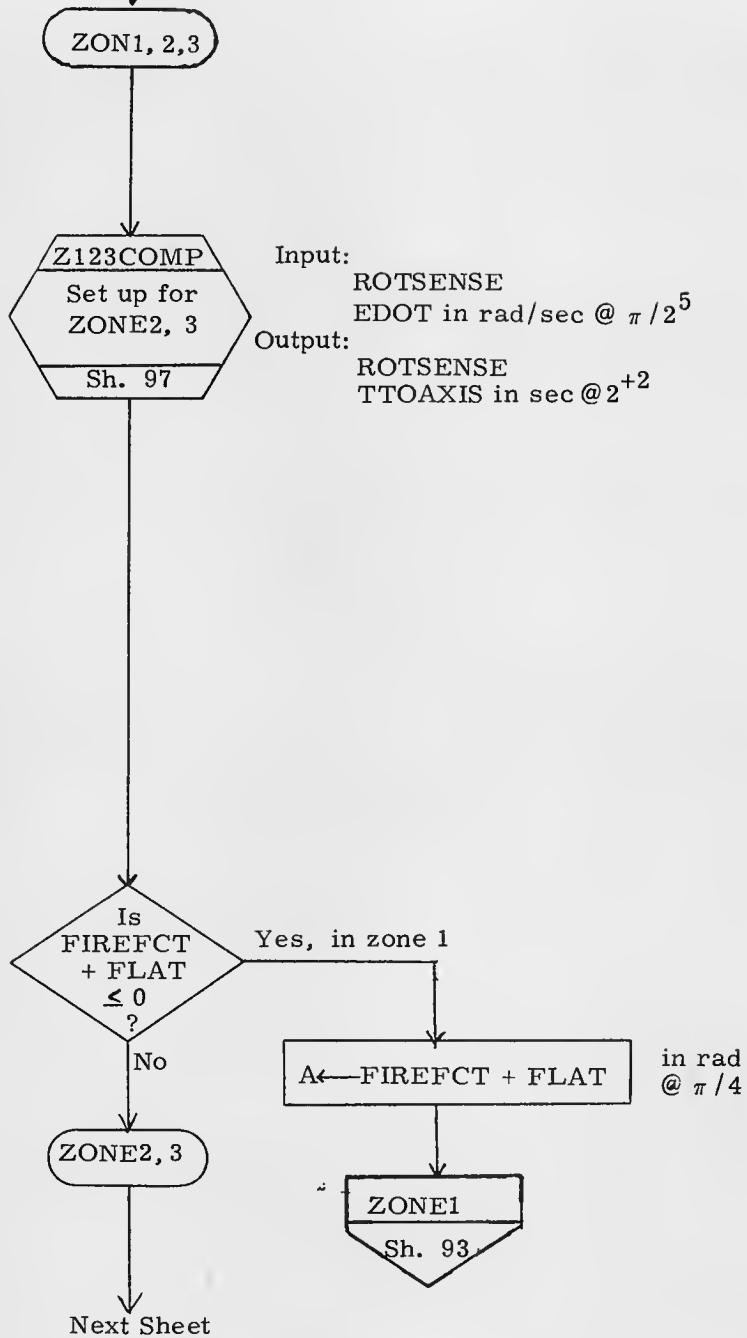 ZON1, 2,3
Z123COMP
Set up for
ZONE2, 3
Sh. 97
Input:
ROTSENSE
EDOT in rad/sec @ π/2⁵
Output:
ROTSENSE
TTOAXIS in sec @ 2⁺²
Is
FIREFCT
+ FLAT
≤ 0
?
Yes, in zone 1
No
A←FIREFCT + FLAT
in rad
@ π/4
ZONE2, 3
ZONE1
Sh. 93
Next Sheet